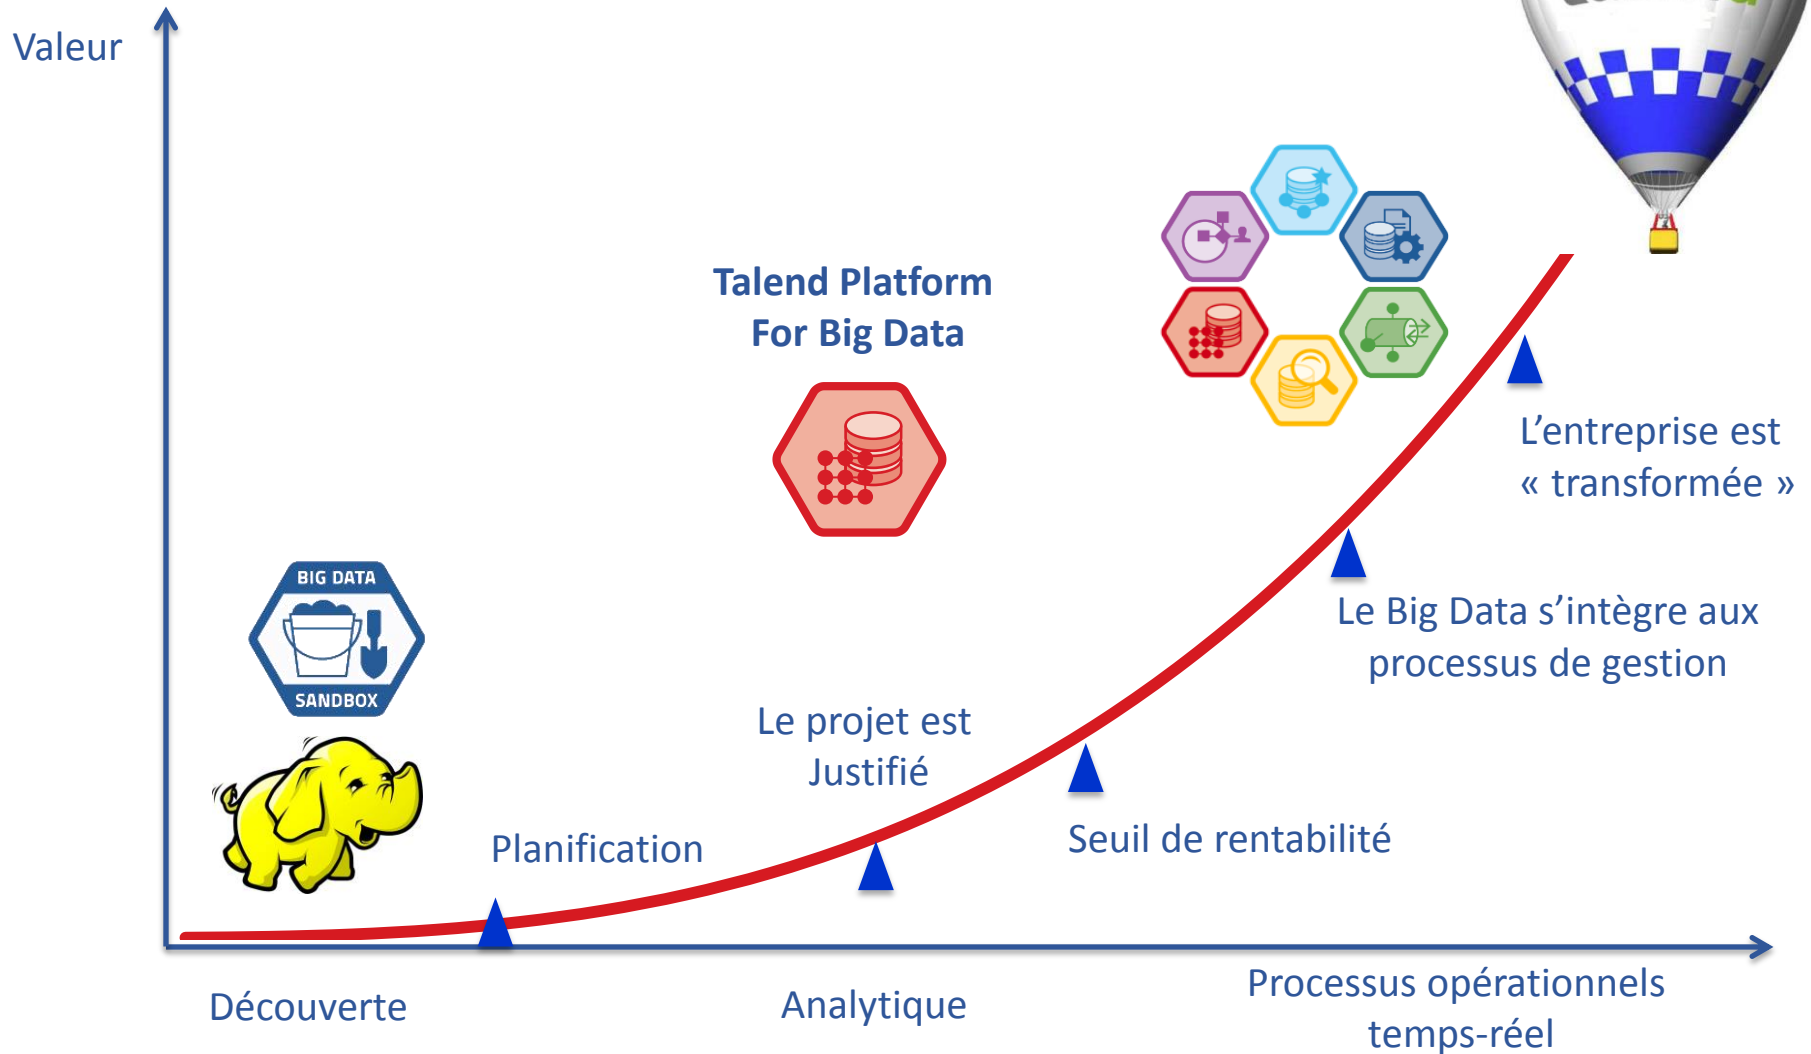 Valeur
Talend Platform
For Big Data
BIG DATA
SANDBOX
L’entreprise est
« transformée »
Le Big Data s’intègre aux
processus de gestion
Le projet est
Justifié
Seuil de rentabilité
Planification
Découverte
Analytique
Processus opérationnels
temps-réel